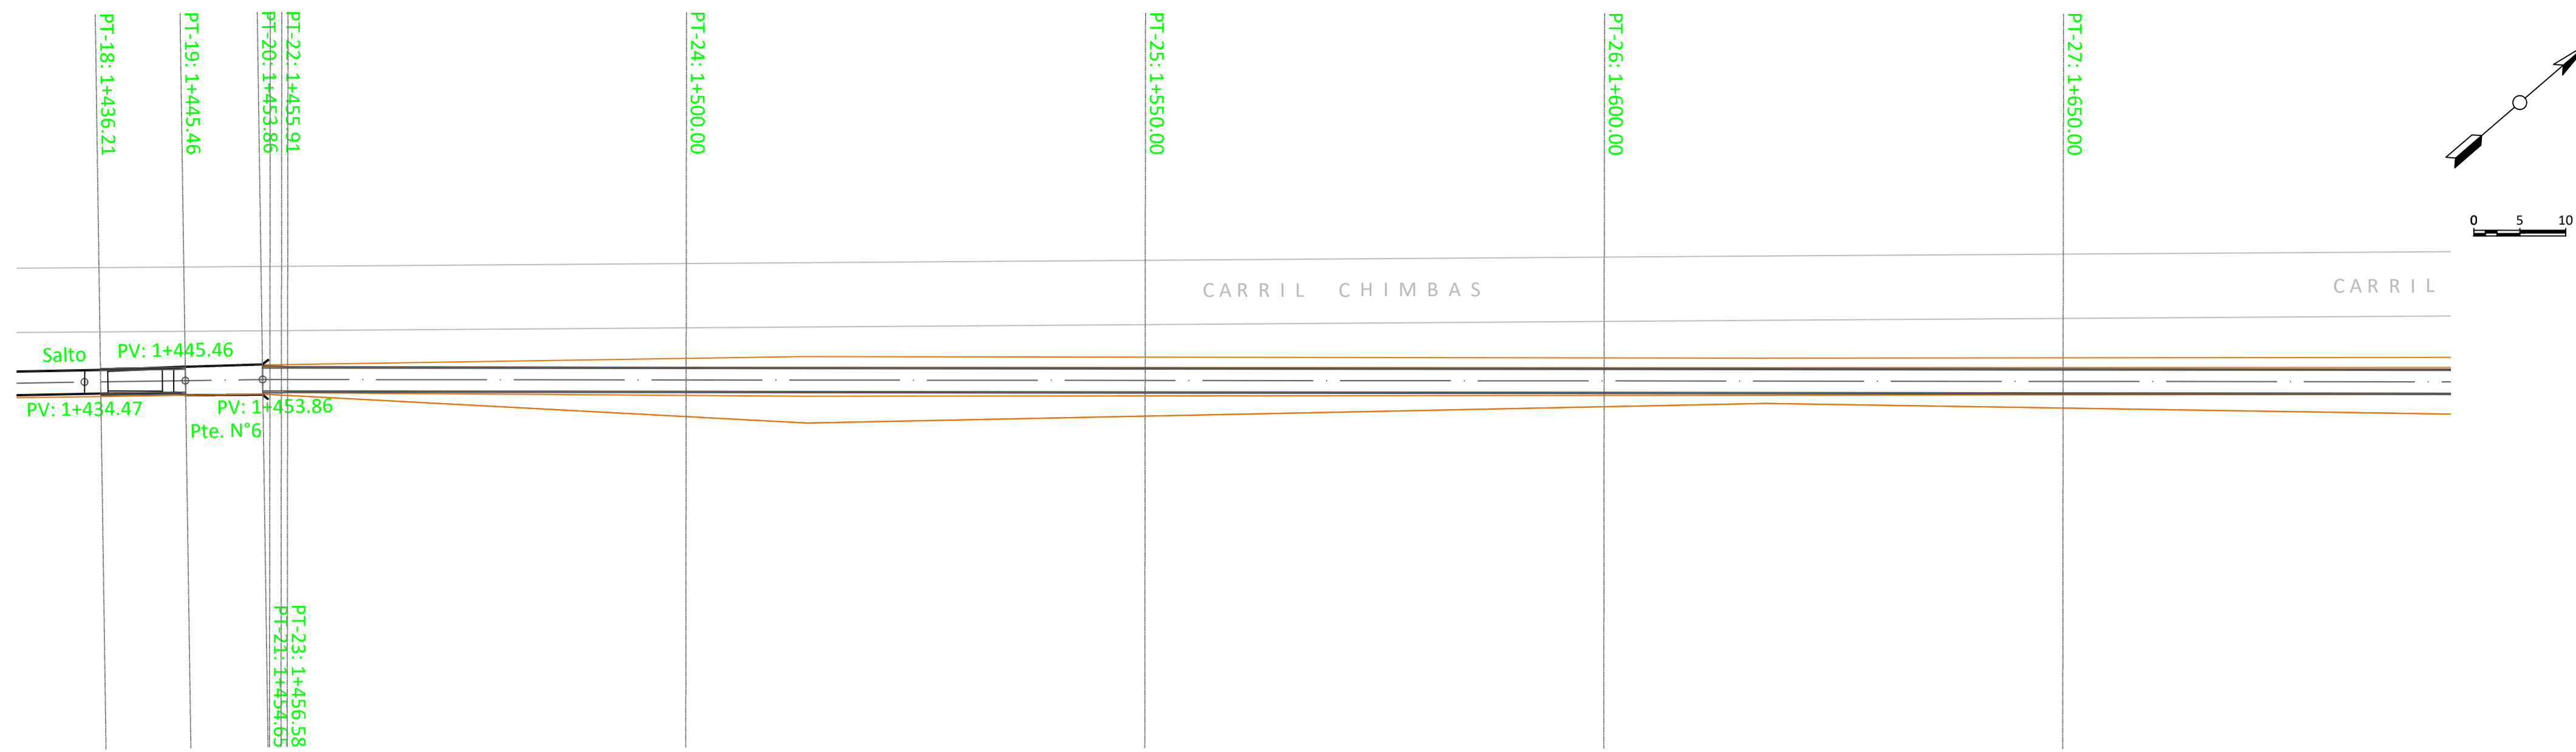 PT-18: 1+436.21
PT-19: 1+445.46
PT-20: 1+453.86
PT-22: 1+455.91
PT-24: 1+500.00
PT-25: 1+550.00
PT-26: 1+600.00
PT-27: 1+650.00
0 5 10
CARRIL CHIMBAS
CARRIL
Salto
PV: 1+445.46
PV: 1+434.47
PV: 1+453.86
Pte. N°6
PT-21: 1+454.65
PT-23: 1+456.58